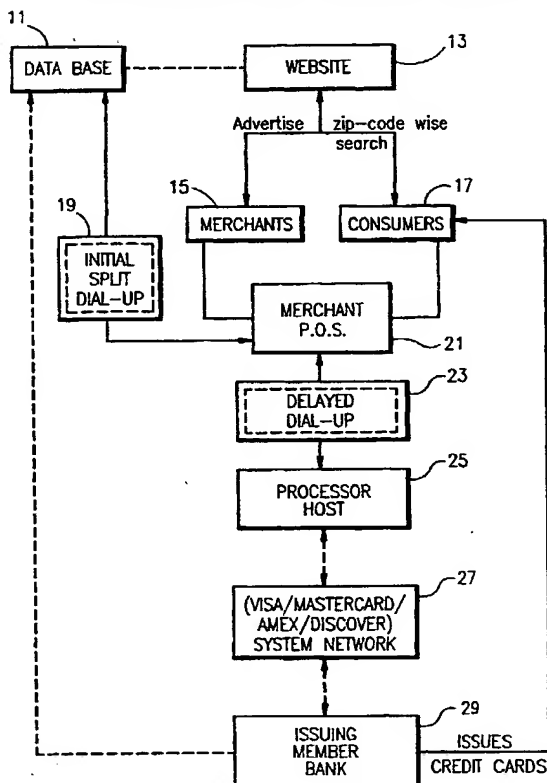 11
13
DATA BASE
WEBSITE
Advertise
zip-code wise
search
15
17
MERCHANTS
CONSUMERS
19
INITIAL
SPLIT
DIAL-UP
MERCHANT
P.O.S.
21
23
DELAYED
DIAL-UP
25
PROCESSOR
HOST
27
(VISA/MASTERCARD/
AMEX/DISCOVER)
SYSTEM NETWORK
29
ISSUING
MEMBER
BANK
ISSUES
CREDIT CARDS